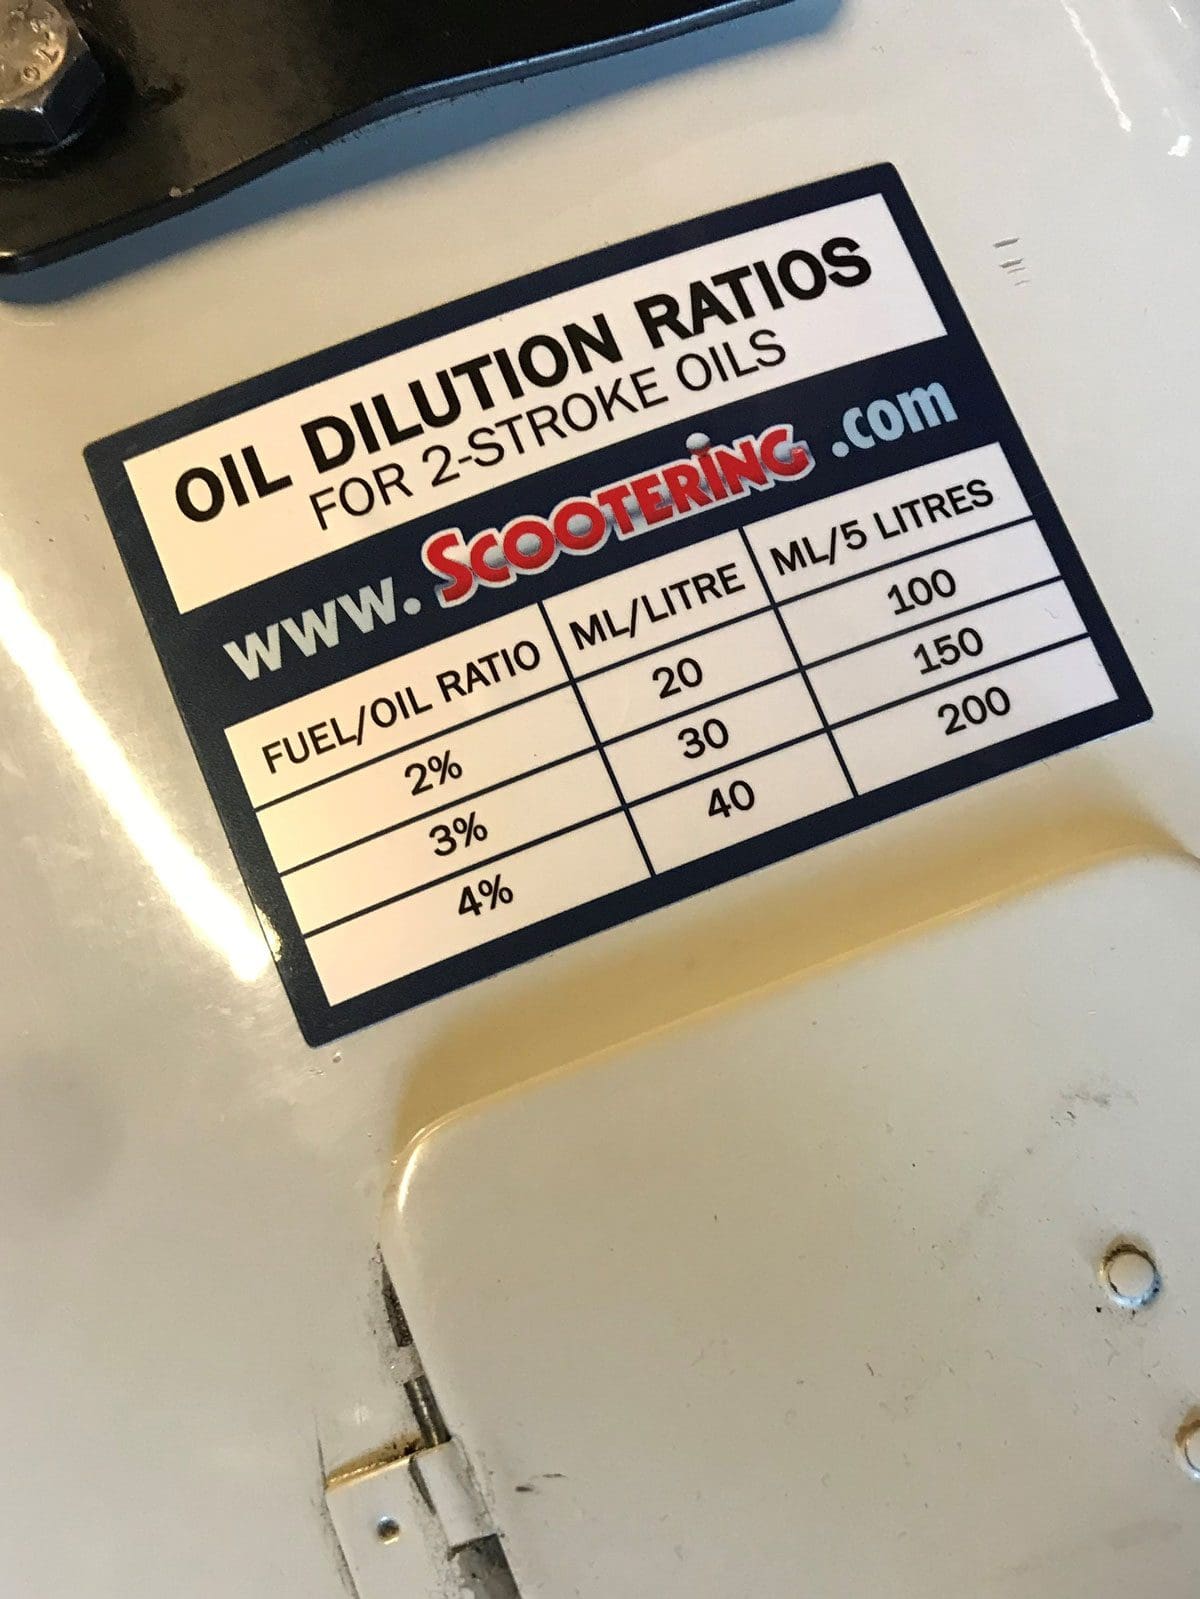 OIL DILUTION RATIOS
FOR 2-STROKE OILS
www.SCOOTERING.com
FUEL/OIL RATIO ML/LITRE ML/5 LITRES
2% 20 100
3% 30 150
4% 40 200